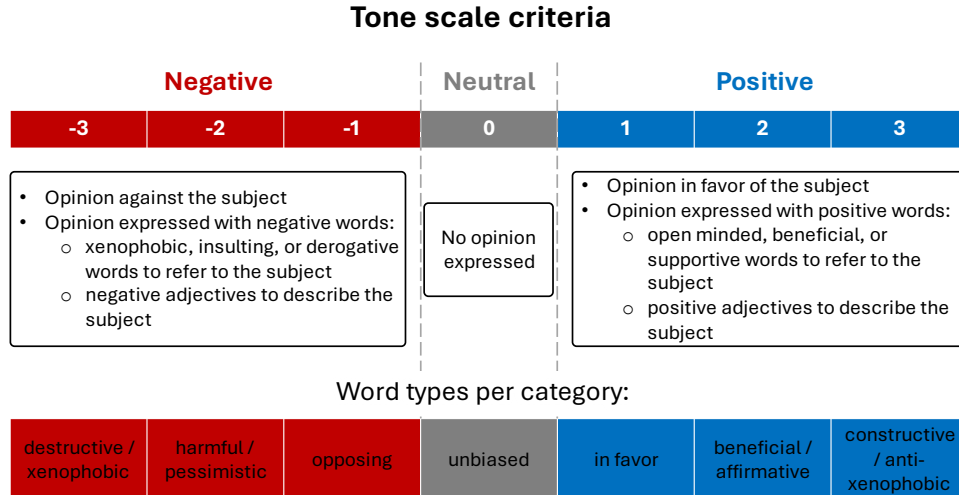 Tone scale criteria
Negative
Neutral
Positive
-3
-2
-1
0
1
2
3
• Opinion against the subject
• Opinion expressed with negative words:
o xenophobic, insulting, or derogative
words to refer to the subject
o negative adjectives to describe the
subject
No opinion
expressed
• Opinion in favor of the subject
• Opinion expressed with positive words:
o open minded, beneficial, or
supportive words to refer to the
subject
o positive adjectives to describe the
subject
Word types per category:
destructive /
xenophobic
harmful /
pessimistic
opposing
unbiased
in favor
beneficial /
affirmative
constructive
/ anti-
xenophobic